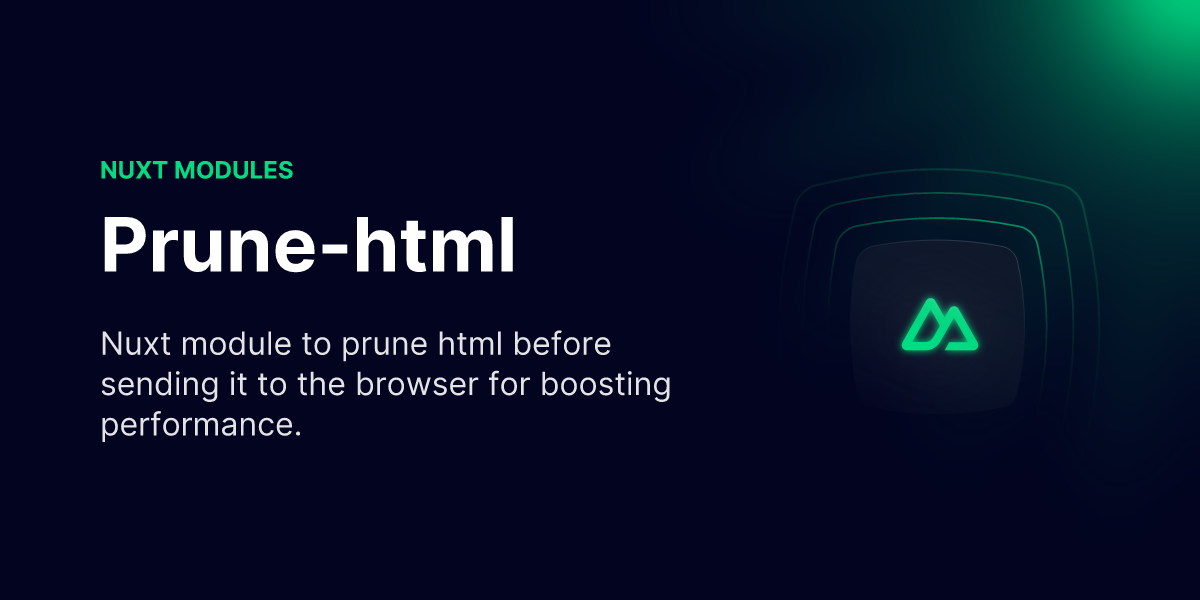 NUXT MODULES
Prune-html
Nuxt module to prune html before
sending it to the browser for boosting
performance.